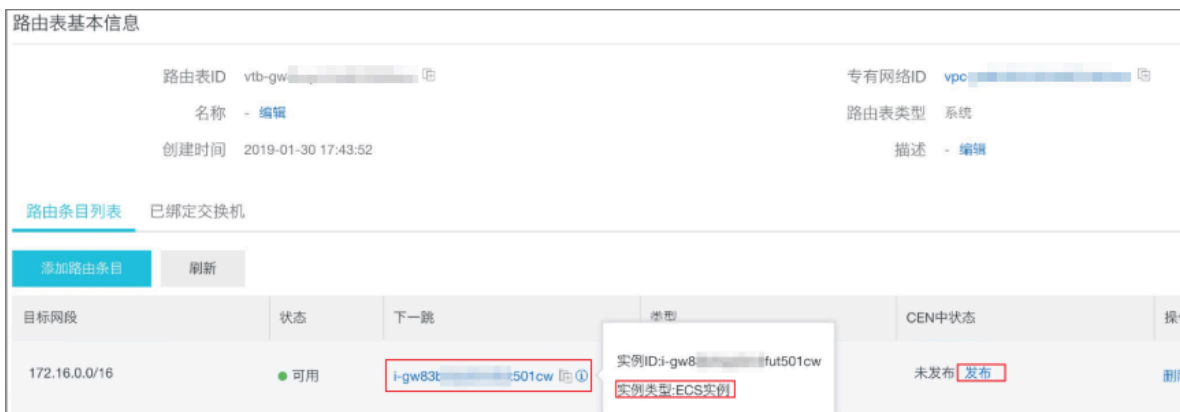 路由表基本信息
路由表ID vtb-gw
专有网络ID vpc
名称 - 编辑
路由表类型 系统
创建时间 2019-01-30 17:43:52
描述 - 编辑
路由条目列表 已绑定交换机
添加路由条目 刷新
目标网段 状态 下一跳 类型 CEN中状态
172.16.0.0/16 可用 i-gw83b 501cw 未发布 发布
实例ID:i-gw8 fut501cw
实例类型:ECS实例